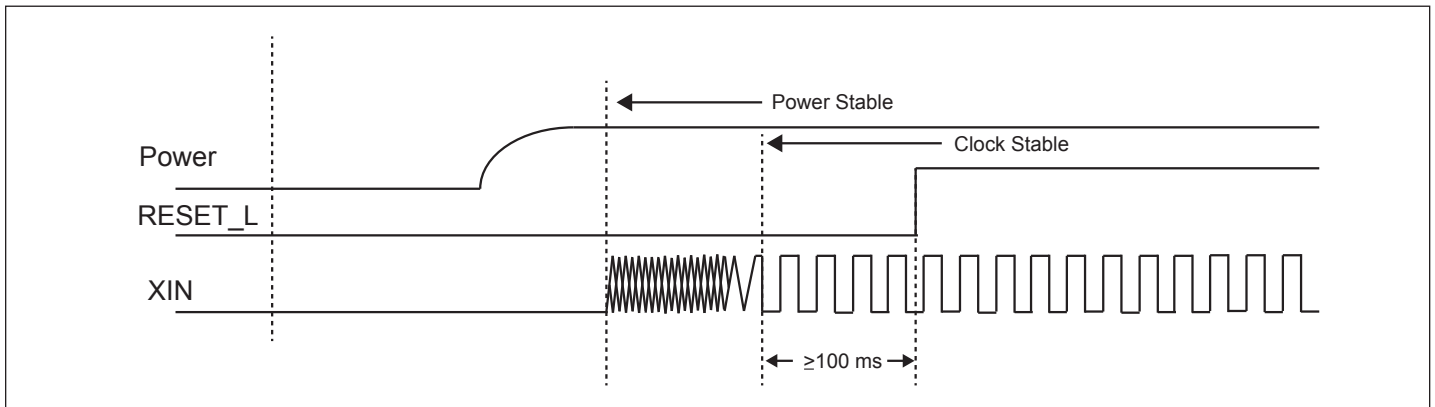 Power Stable
Clock Stable
Power
RESET_L
XIN
≥100 ms